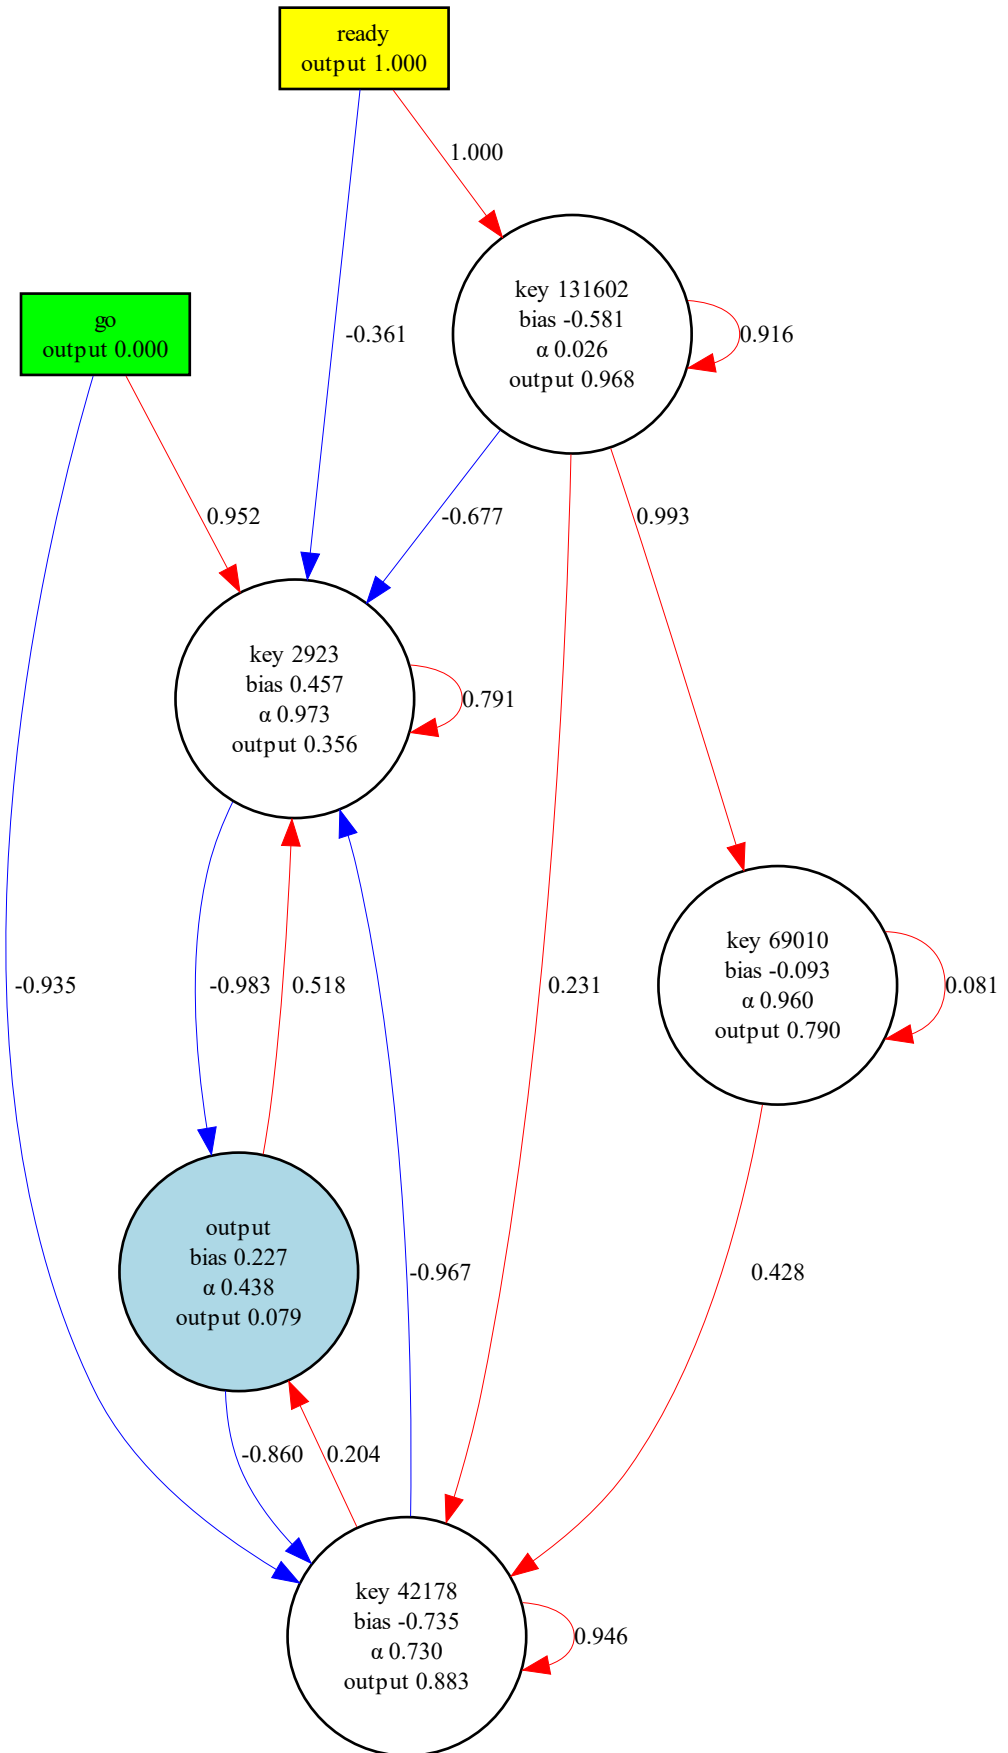 ready
output 1.000
1.000
key 131602
bias -0.581
α 0.026
output 0.968
0.916
go
output 0.000
-0.361
0.952
-0.677
0.993
key 2923
bias 0.457
α 0.973
output 0.356
0.791
key 69010
bias -0.093
α 0.960
output 0.790
0.081
-0.935
-0.983
0.518
0.231
output
bias 0.227
α 0.438
output 0.079
-0.967
0.428
-0.860
0.204
key 42178
bias -0.735
α 0.730
output 0.883
0.946